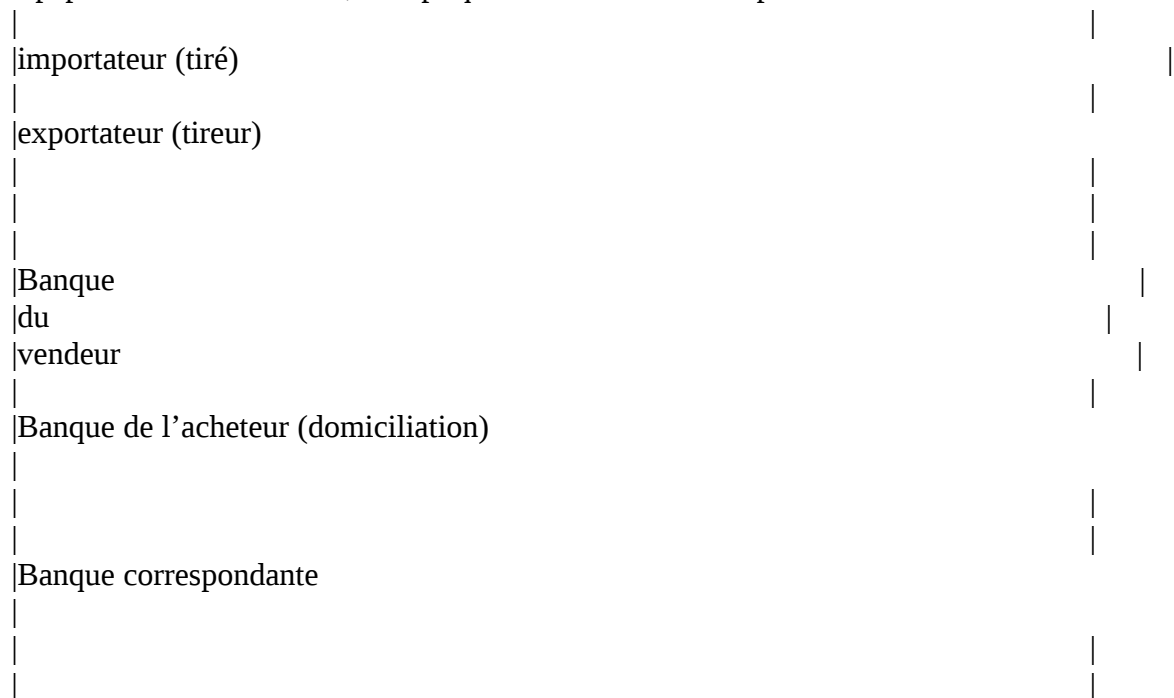 |                    |
|importateur (tiré)                    |
|                    |
|exportateur (tireur)
|                    |
|                    |
|                    |
|Banque                    |
|du                    |
|vendeur                    |
|                    |
|Banque de l’acheteur (domiciliation)
|
|                    |
|                    |
|Banque correspondante
|
|                    |
|                    |